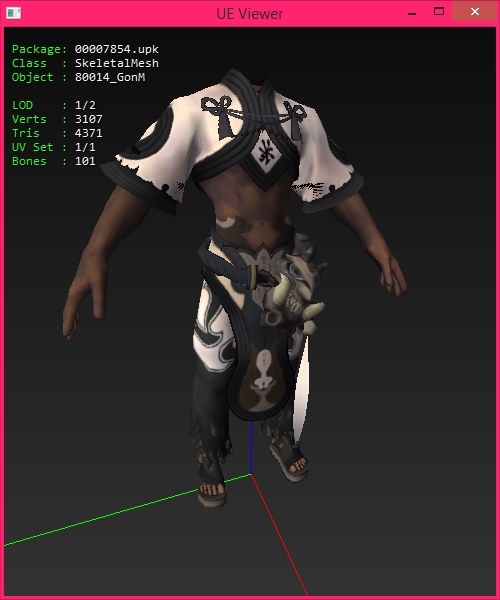 UE Viewer
Package: 00007854.upk
Class : SkeletalMesh
Object : 80014_GonM
LOD : 1/2
Verts : 3107
Tris : 4371
UV Set : 1/1
Bones : 101